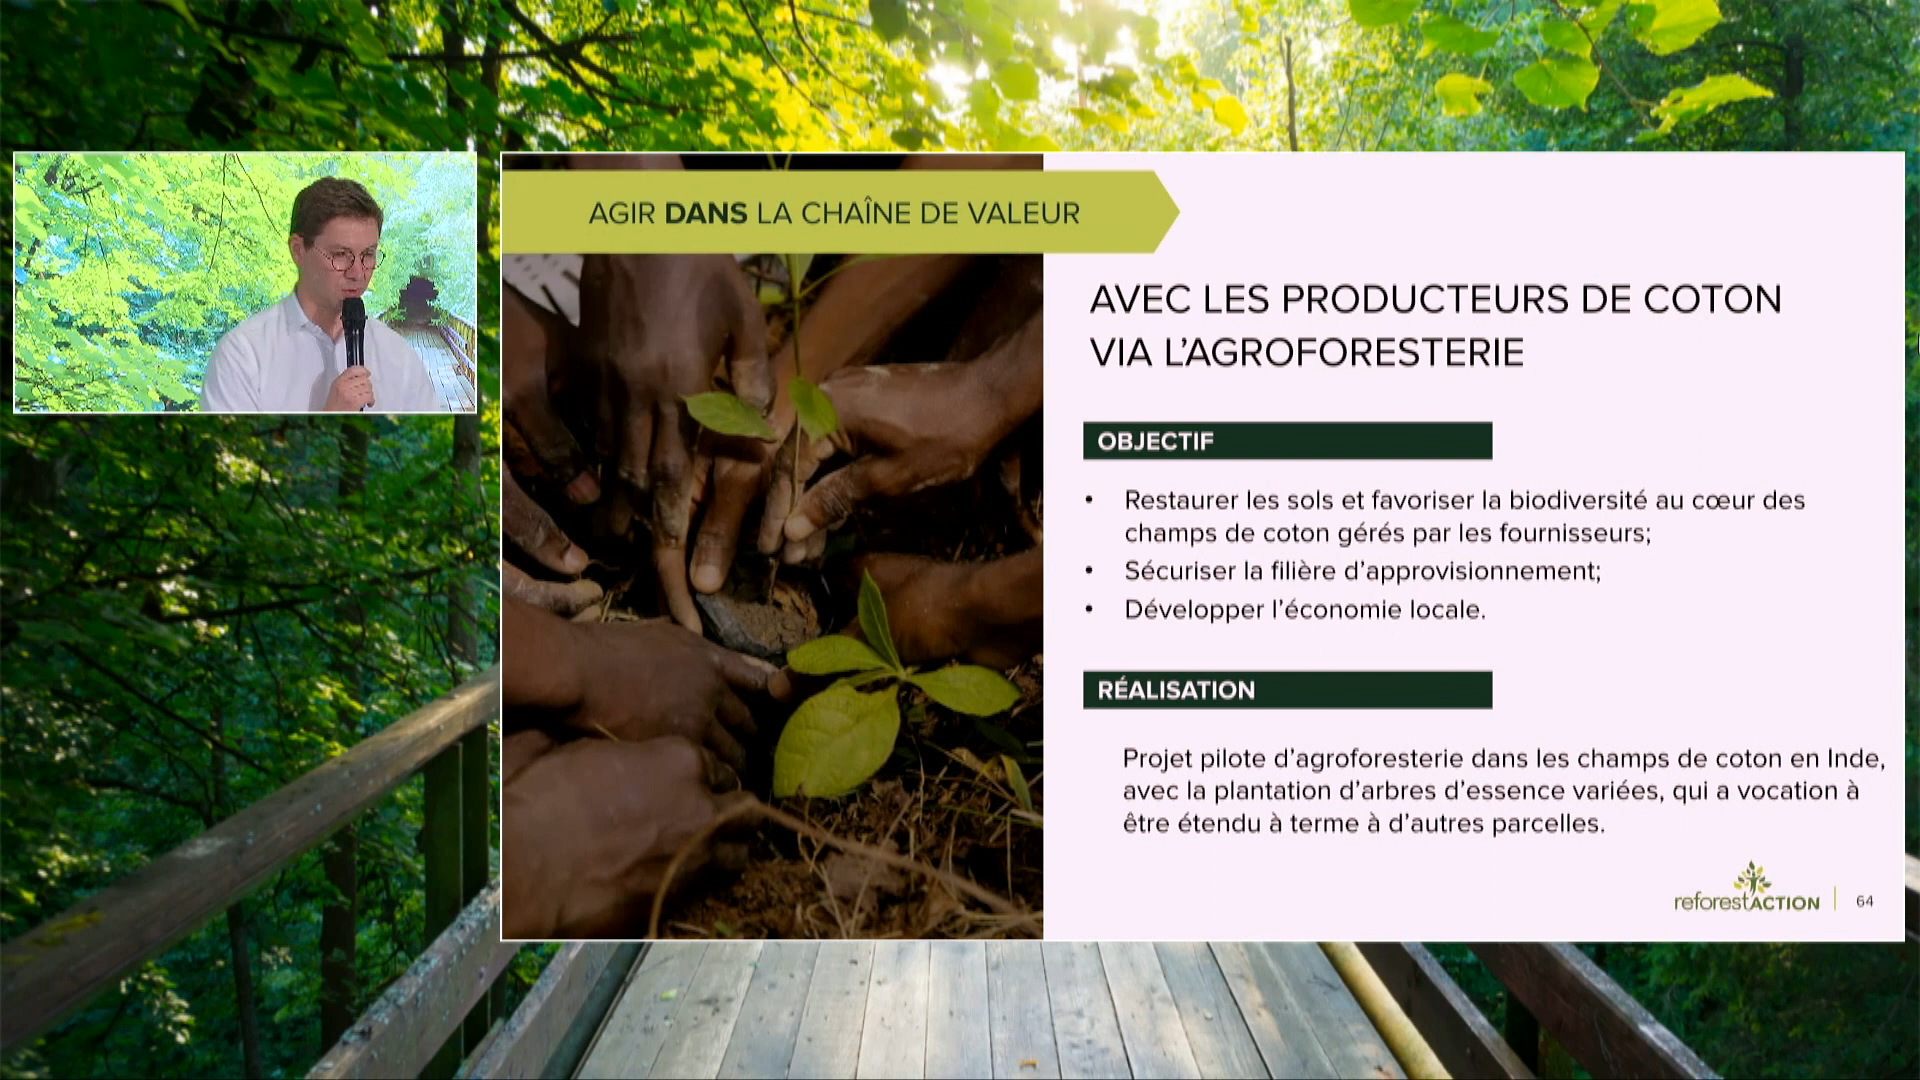 AGIR DANS LA CHAÎNE DE VALEUR
AVEC LES PRODUCTEURS DE COTON
VIA L’AGROFORESTERIE
OBJECTIF
• Restaurer les sols et favoriser la biodiversité au cœur des
champs de coton gérés par les fournisseurs;
• Sécuriser la filière d’approvisionnement;
• Développer l’économie locale.
RÉALISATION
Projet pilote d’agroforesterie dans les champs de coton en Inde,
avec la plantation d’arbres d’essence variées, qui a vocation à
être étendu à terme à d’autres parcelles.
reforestACTION 64